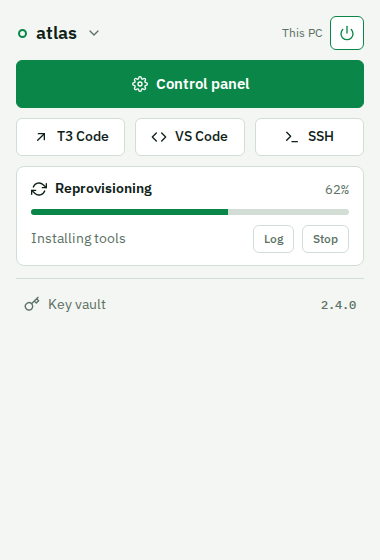 atlas
This PC
Control panel
T3 Code
VS Code
SSH
Reprovisioning
62%
Installing tools
Log
Stop
Key vault
2.4.0